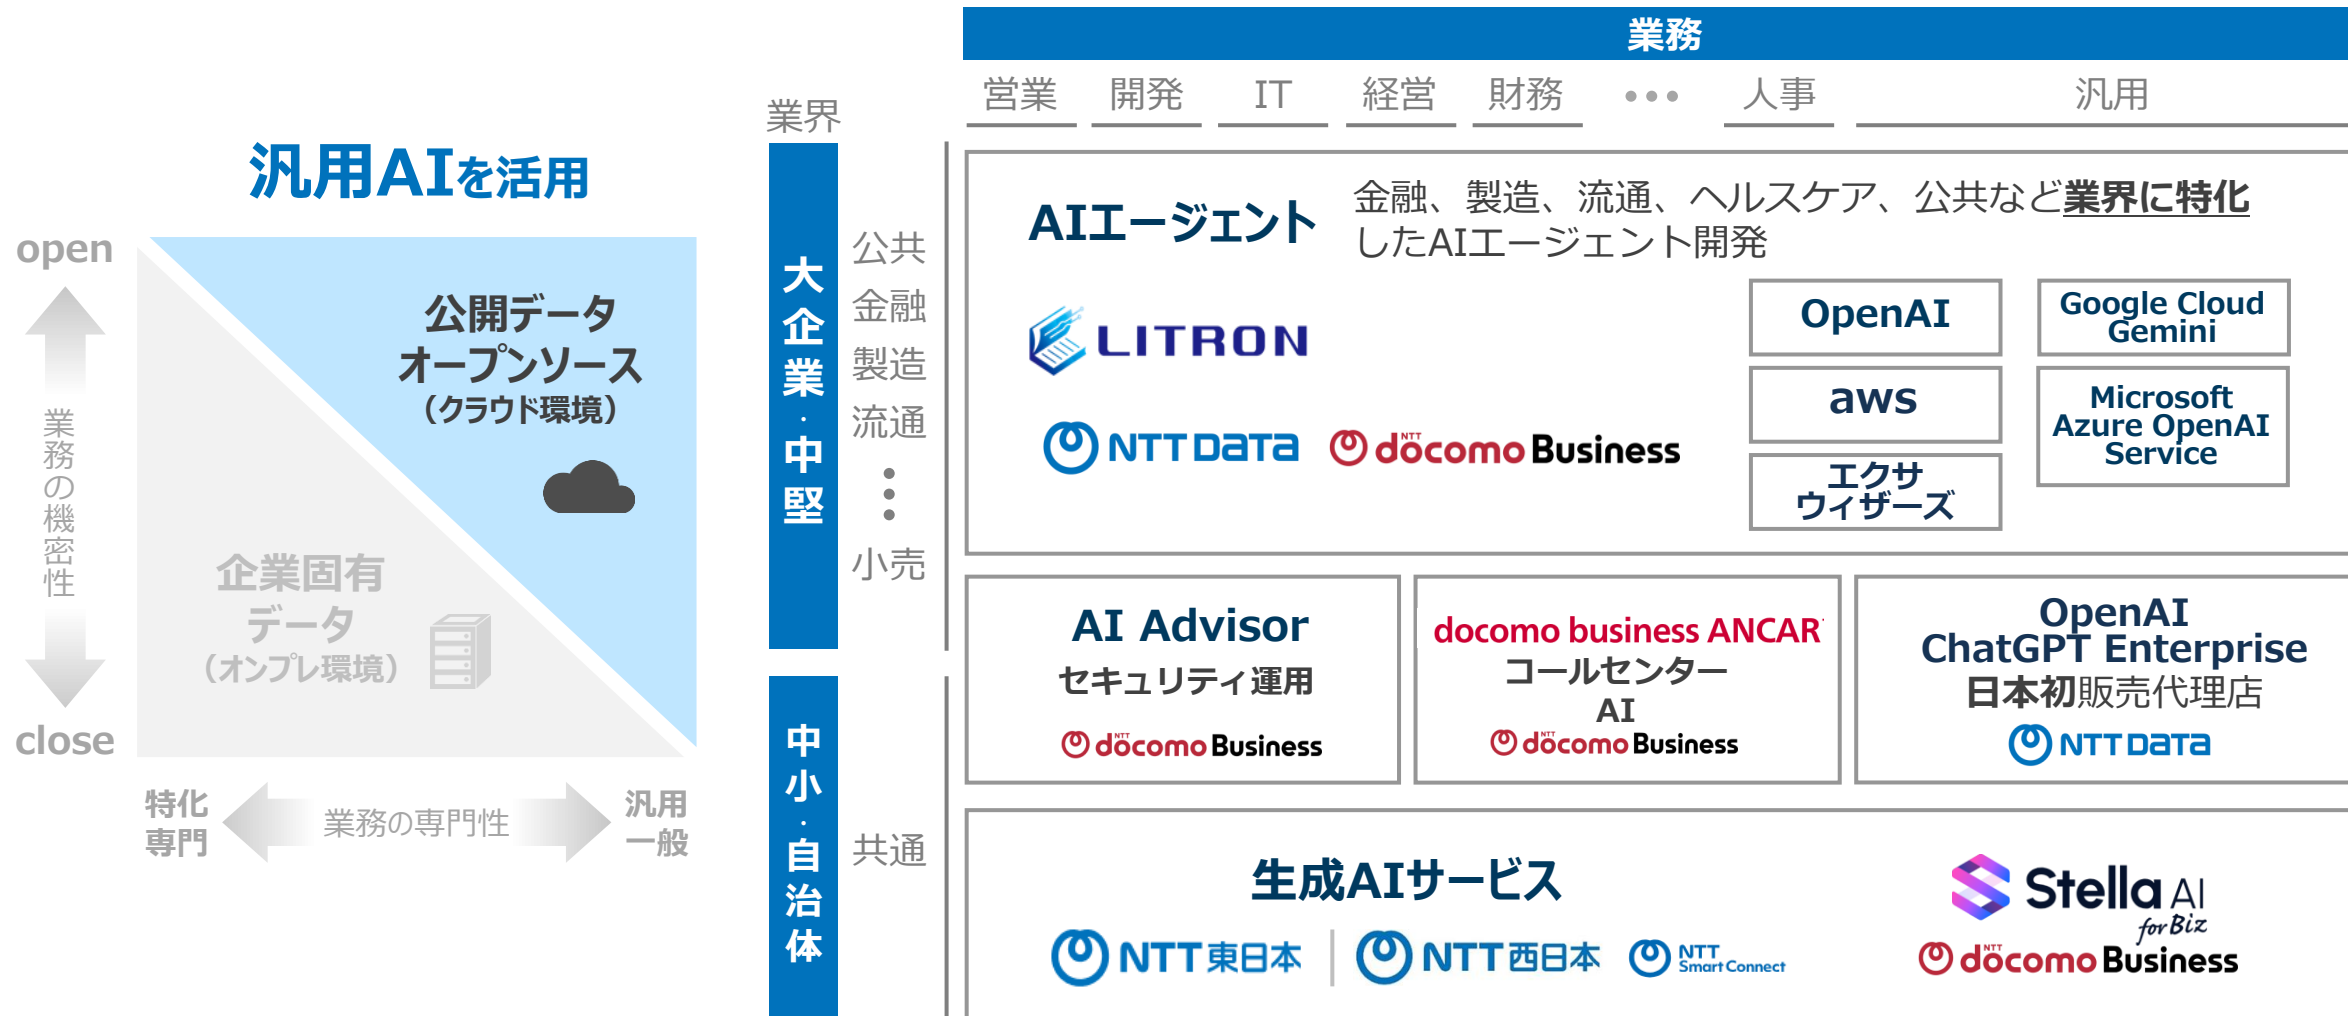 汎用AIを活用
open
業務の機密性
close
公開データ
オープンソース
（クラウド環境）
企業固有
データ
（オンプレ環境）
特化
専門
業務の専門性
汎用
一般
業務
営業 開発 IT 経営 財務 ••• 人事 汎用
業界
大企業・中堅
公共
金融
製造
流通
小売
中小・自治体
共通
AIエージェント
金融、製造、流通、ヘルスケア、公共など業界に特化
したAIエージェント開発
LITRON
NTT DATA
NTT docomo Business
OpenAI
aws
エクサ
ウィザーズ
Google Cloud
Gemini
Microsoft
Azure OpenAI
Service
AI Advisor
セキュリティ運用
NTT docomo Business
docomo business ANCAR
コールセンター
AI
NTT docomo Business
OpenAI
ChatGPT Enterprise
日本初販売代理店
NTT DATA
生成AIサービス
NTT東日本
NTT西日本
NTT
SmartConnect
Stella AI
for Biz
NTT docomo Business